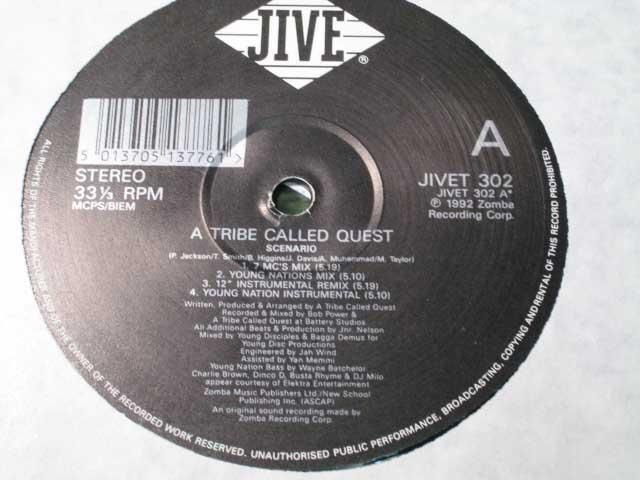 JIVE
®
5 013705 137761 >
A
STEREO
33⅓ RPM
MCPS/BIEM
JIVET 302
JIVET 302 A*
℗ 1992 Zomba
Recording Corp.
A TRIBE CALLED QUEST
SCENARIO
(P. Jackson/T. Smith/B. Higgins/J. Davis/A. Muhammad/M. Taylor)
1. 7 MC'S MIX (5.19)
2. YOUNG NATIONS MIX (5.10)
3. 12" INSTRUMENTAL REMIX (5.19)
4. YOUNG NATION INSTRUMENTAL (5.10)
Written, Produced & Arranged by A Tribe Called Quest
Recorded & Mixed by Bob Power &
A Tribe Called Quest at Battery Studios
All Additional Beats & Production by Jnr. Nelson
Mixed by Young Disciples & Bagga Demus for
Young Disc Productions
Engineered by Jah Wind
Assisted by Yan Memmi
Young Nation Bass by Wayne Batchelor
Charlie Brown, Dinco D, Busta Rhyme & DJ Milo
appear courtesy of Elektra Entertainment
Zomba Music Publishers Ltd./New School
Publishing Inc. (ASCAP)
An original sound recording made by
Zomba Recording Corp.
ALL RIGHTS OF THE MANUFACTURER AND OF THE OWNER OF THE RECORDED WORK RESERVED. UNAUTHORISED PUBLIC PERFORMANCE, BROADCASTING, COPYING AND RENTAL OF THIS RECORD PROHIBITED.